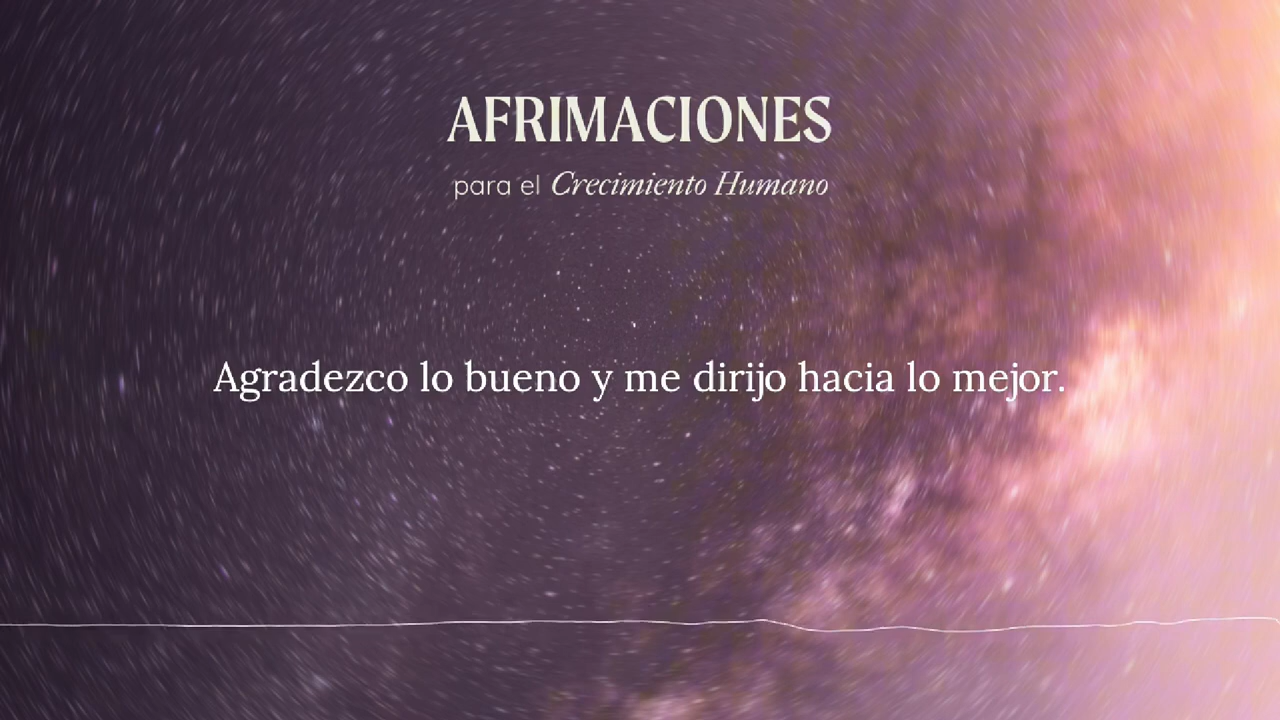 AFRIMACIONES
para el Crecimiento Humano
Agradezco lo bueno y me dirijo hacia lo mejor.